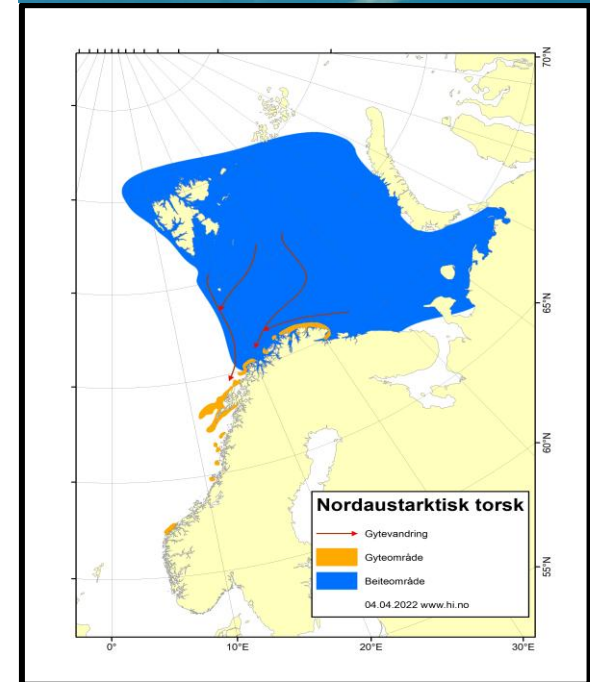 70°N
65°N
60°N
55°N
Nordaustarktisk torsk
Gytevandring
Gyteområde
Beiteområde
04.04.2022 www.hi.no
0°
10°E
20°E
30°E